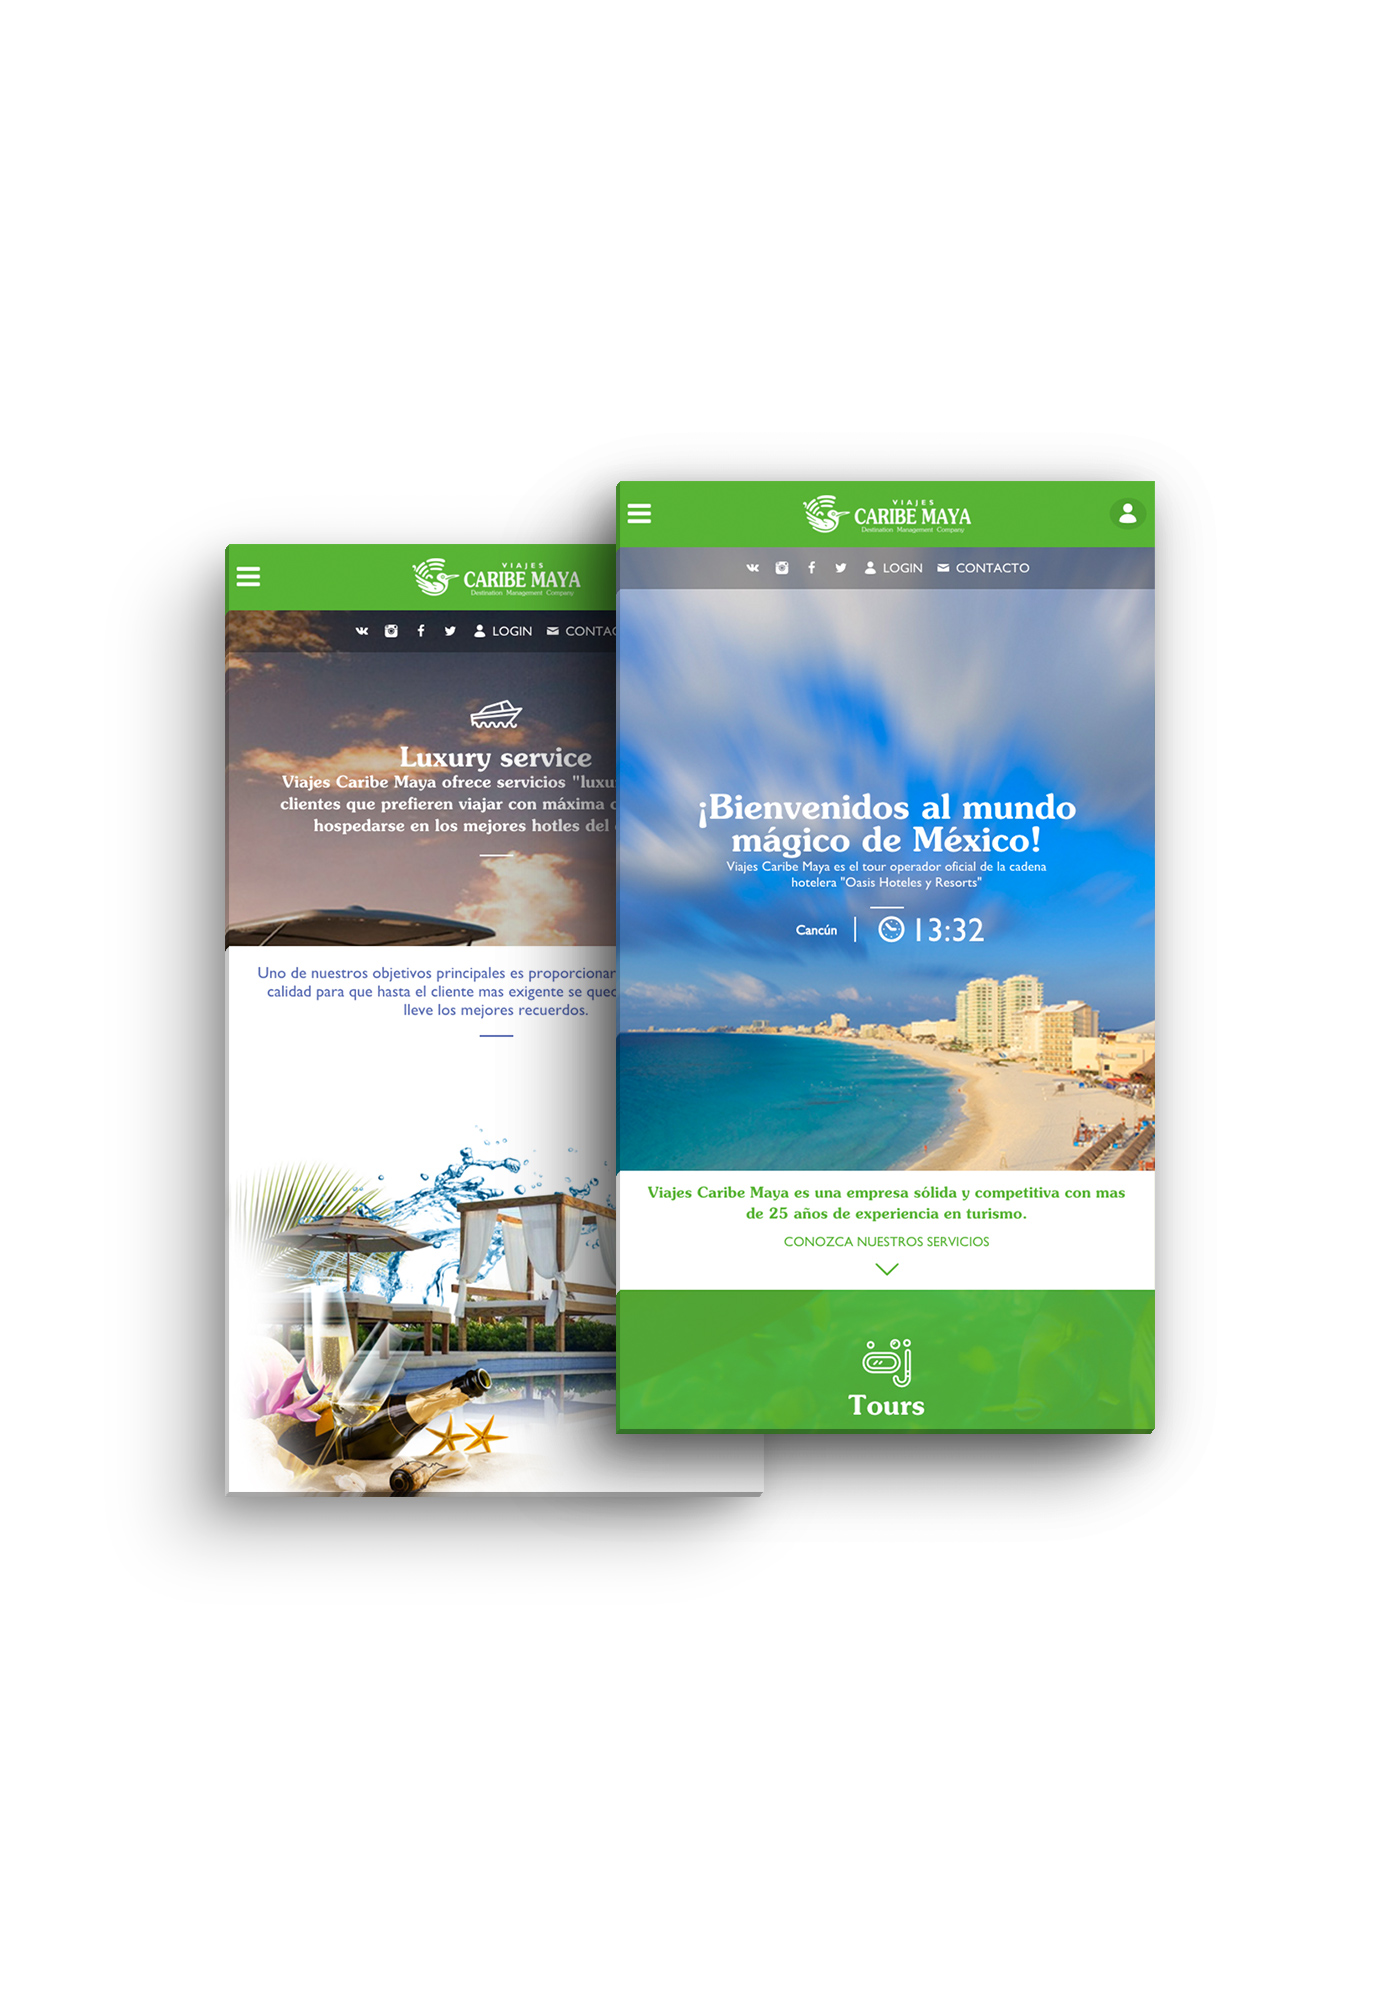 VIAJES
CARIBE MAYA
Destination Management Company
LOGIN CONTAC
Luxury service
Viajes Caribe Maya ofrece servicios "luxu
clientes que prefieren viajar con máxima
hospedarse en los mejores hotles del
Uno de nuestros objetivos principales es proporcionar
calidad para que hasta el cliente mas exigente se qued
lleve los mejores recuerdos.
VIAJES
CARIBE MAYA
Destination Management Company
LOGIN CONTACTO
¡Bienvenidos al mundo
mágico de México!
Viajes Caribe Maya es el tour operador oficial de la cadena
hotelera "Oasis Hoteles y Resorts"
Cancún 13:32
Viajes Caribe Maya es una empresa sólida y competitiva con mas
de 25 años de experiencia en turismo.
CONOZCA NUESTROS SERVICIOS
Tours